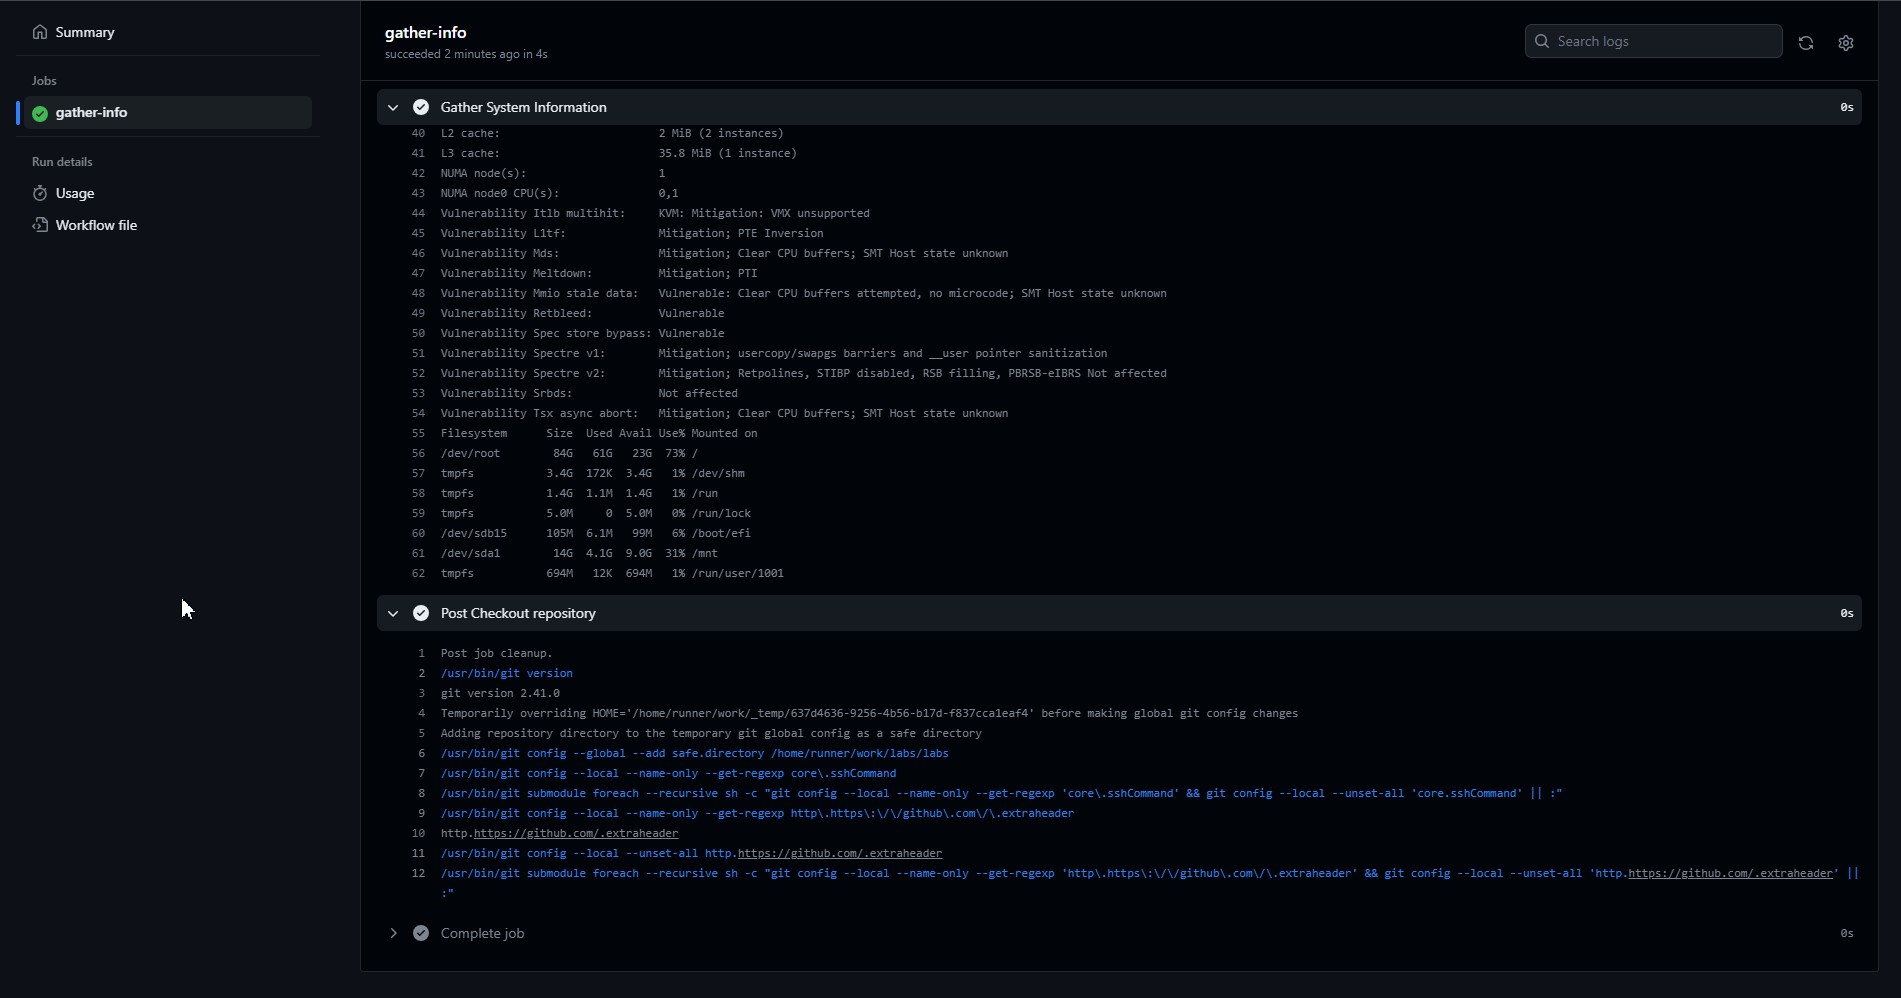 Summary
Jobs
gather-info
Run details
Usage
Workflow file
gather-info
succeeded 2 minutes ago in 4s
Search logs
Gather System Information 0s
40 L2 cache: 2 MiB (2 instances)
41 L3 cache: 35.8 MiB (1 instance)
42 NUMA node(s): 1
43 NUMA node0 CPU(s): 0,1
44 Vulnerability Itlb multihit: KVM: Mitigation: VMX unsupported
45 Vulnerability L1tf: Mitigation; PTE Inversion
46 Vulnerability Mds: Mitigation; Clear CPU buffers; SMT Host state unknown
47 Vulnerability Meltdown: Mitigation; PTI
48 Vulnerability Mmio stale data: Vulnerable: Clear CPU buffers attempted, no microcode; SMT Host state unknown
49 Vulnerability Retbleed: Vulnerable
50 Vulnerability Spec store bypass: Vulnerable
51 Vulnerability Spectre v1: Mitigation; usercopy/swapgs barriers and __user pointer sanitization
52 Vulnerability Spectre v2: Mitigation; Retpolines, STIBP disabled, RSB filling, PBRSB-eIBRS Not affected
53 Vulnerability Srbds: Not affected
54 Vulnerability Tsx async abort: Mitigation; Clear CPU buffers; SMT Host state unknown
55 Filesystem Size Used Avail Use% Mounted on
56 /dev/root 84G 61G 23G 73% /
57 tmpfs 3.4G 172K 3.4G 1% /dev/shm
58 tmpfs 1.4G 1.1M 1.4G 1% /run
59 tmpfs 5.0M 0 5.0M 0% /run/lock
60 /dev/sdb15 105M 6.1M 99M 6% /boot/efi
61 /dev/sda1 14G 4.1G 9.0G 31% /mnt
62 tmpfs 694M 12K 694M 1% /run/user/1001
Post Checkout repository 0s
1 Post job cleanup.
2 /usr/bin/git version
3 git version 2.41.0
4 Temporarily overriding HOME='/home/runner/work/_temp/637d4636-9256-4b56-b17d-f837cca1eaf4' before making global git config changes
5 Adding repository directory to the temporary git global config as a safe directory
6 /usr/bin/git config --global --add safe.directory /home/runner/work/labs/labs
7 /usr/bin/git config --local --name-only --get-regexp core\.sshCommand
8 /usr/bin/git submodule foreach --recursive sh -c "git config --local --name-only --get-regexp 'core\.sshCommand' && git config --local --unset-all 'core.sshCommand' || :"
9 /usr/bin/git config --local --name-only --get-regexp http\.https\:\/\/github\.com\/\.extraheader
10 http.https://github.com/.extraheader
11 /usr/bin/git config --local --unset-all http.https://github.com/.extraheader
12 /usr/bin/git submodule foreach --recursive sh -c "git config --local --name-only --get-regexp 'http\.https\:\/\/github\.com\/\.extraheader' && git config --local --unset-all 'http.https://github.com/.extraheader' ||
:"
Complete job 0s